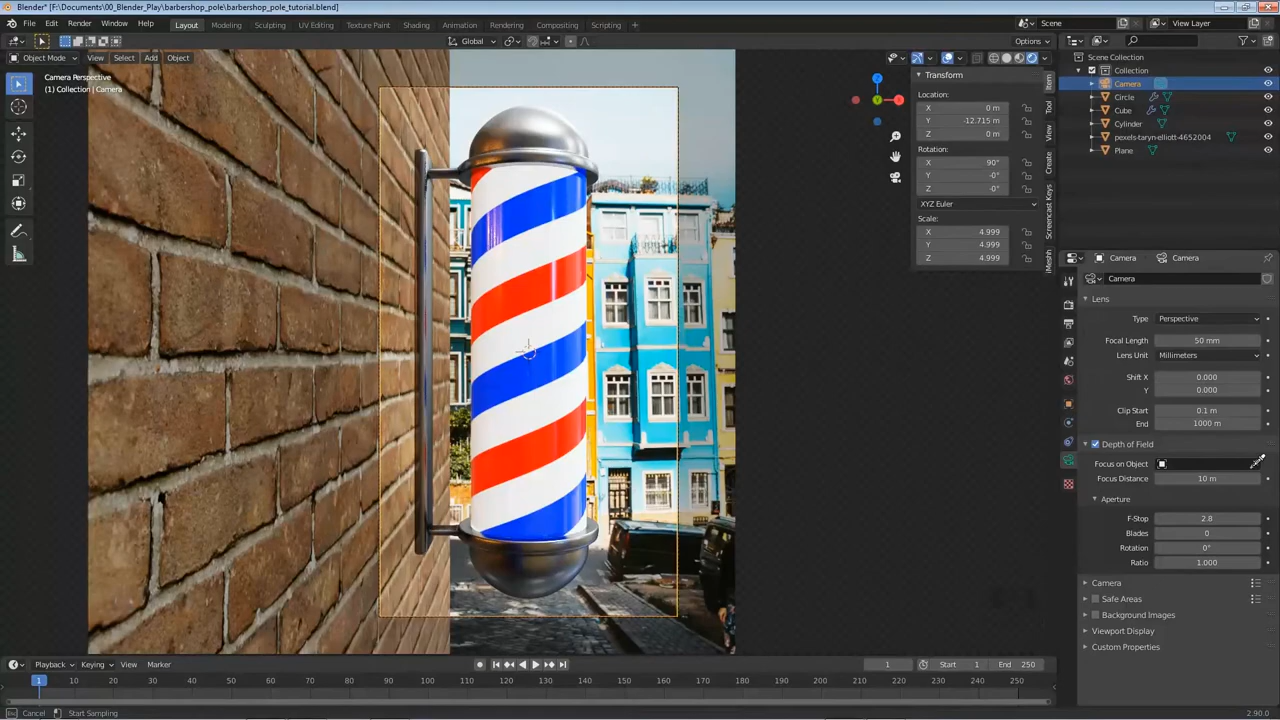 Blender* [F:\Documents\00_Blender_Play\barbershop_pole\barbershop_pole_tutorial.blend]
File Edit Render Window Help Layout Modeling Sculpting UV Editing Texture Paint Shading Animation Rendering Compositing Scripting + Scene View Layer
Global Options
Object Mode View Select Add Object
Camera Perspective
(1) Collection | Camera
Transform
Location:
X 0 m
Y -12.715 m
Z 0 m
Rotation:
X 90°
Y -0°
Z -0°
XYZ Euler
Scale:
X 4.999
Y 4.999
Z 4.999
Item
Tool
View
Create
Screencast Keys
iMeshh
Scene Collection
Collection
Camera
Circle
Cube
Cylinder
pexels-taryn-elliott-4652004
Plane
Camera Camera
Camera
Lens
Type Perspective
Focal Length 50 mm
Lens Unit Millimeters
Shift X 0.000
Y 0.000
Clip Start 0.1 m
End 1000 m
Depth of Field
Focus on Object
Focus Distance 10 m
Aperture
F-Stop 2.8
Blades 0
Rotation 0°
Ratio 1.000
Camera
Safe Areas
Background Images
Viewport Display
Custom Properties
Playback Keying View Marker 1 Start 1 End 250
1 10 20 30 40 50 60 70 80 90 100 110 120 130 140 150 160 170 180 190 200 210 220 230 240 250
Cancel Start Sampling 2.90.0